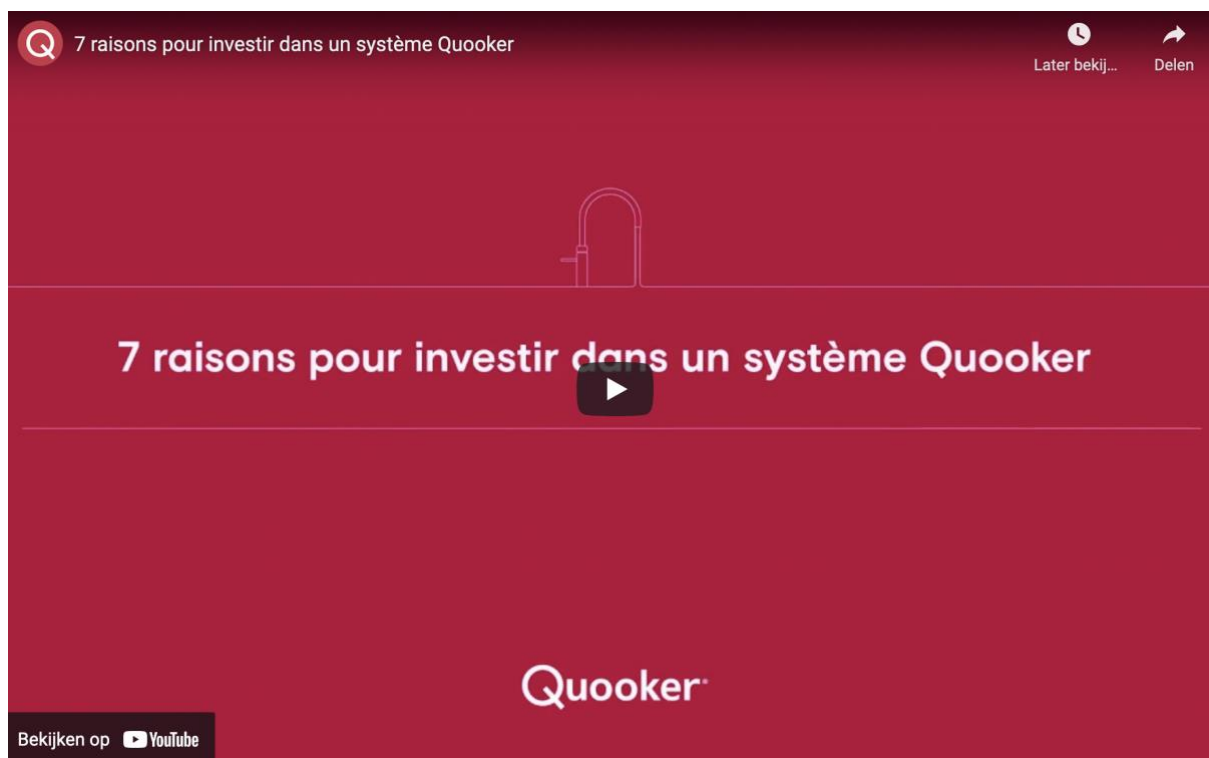 7 raisons pour investir dans un système Quooker
Later bekij...
Delen
7 raisons pour investir dans un système Quooker
Quooker
Bekijken op YouTube